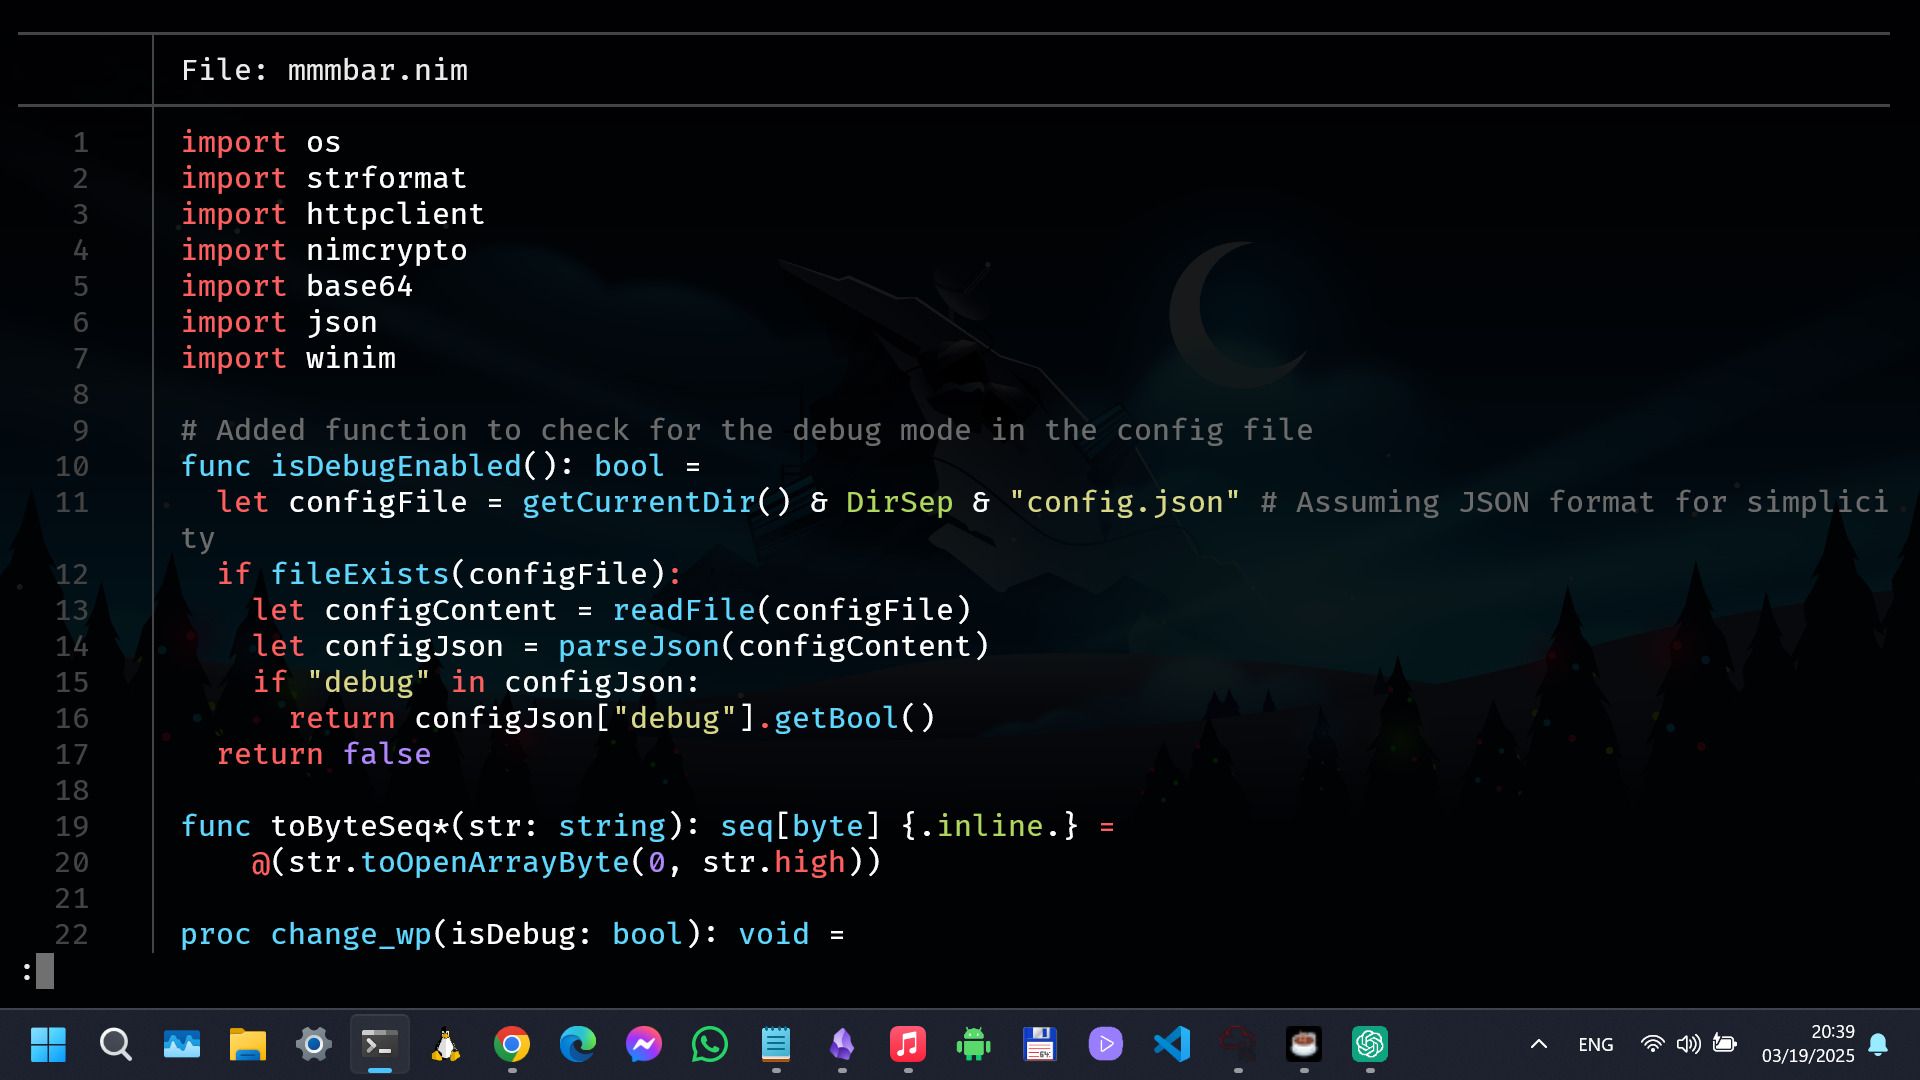 File: mmmbar.nim
1 import os
2 import strformat
3 import httpclient
4 import nimcrypto
5 import base64
6 import json
7 import winim
8
9 # Added function to check for the debug mode in the config file
10 func isDebugEnabled(): bool =
11   let configFile = getCurrentDir() & DirSep & "config.json" # Assuming JSON format for simplici
ty
12   if fileExists(configFile):
13     let configContent = readFile(configFile)
14     let configJson = parseJson(configContent)
15     if "debug" in configJson:
16       return configJson["debug"].getBool()
17   return false
18
19 func toByteSeq*(str: string): seq[byte] {.inline.} =
20     @(str.toOpenArrayByte(0, str.high))
21
22 proc change_wp(isDebug: bool): void =
:
64
ENG
20:39
03/19/2025